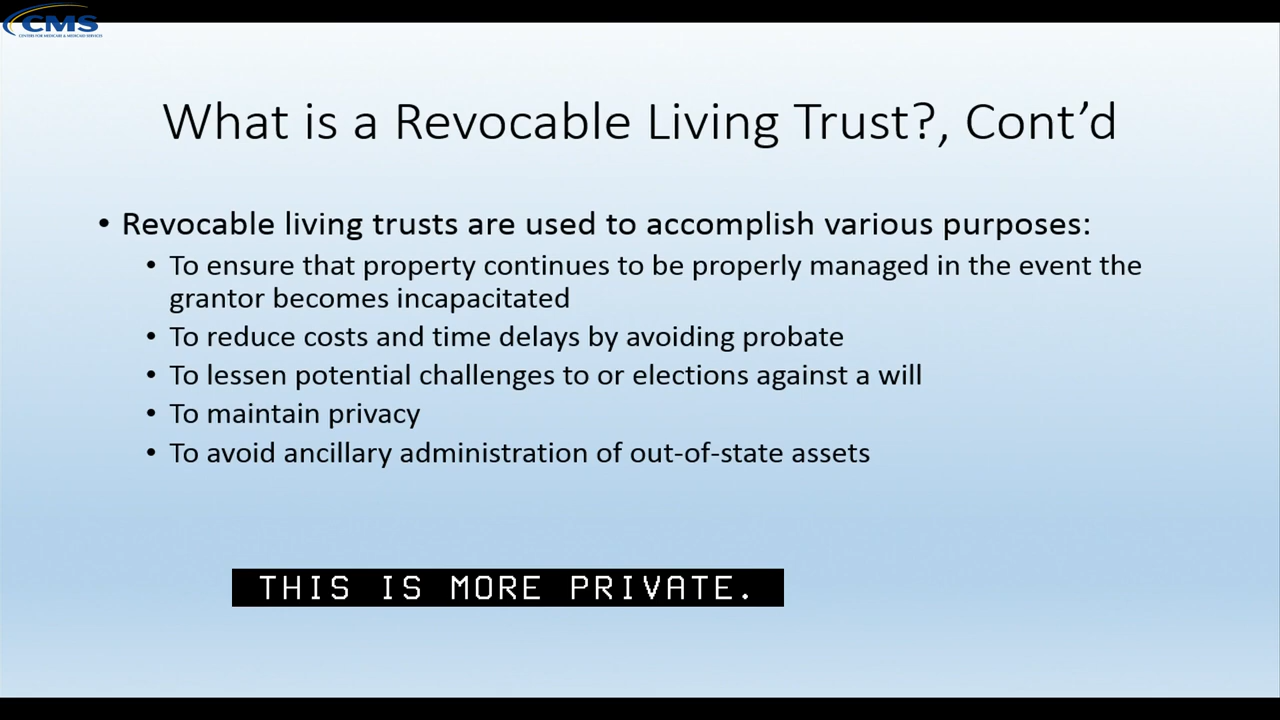 CMS
CENTERS FOR MEDICARE & MEDICAID SERVICES
What is a Revocable Living Trust?, Cont’d
• Revocable living trusts are used to accomplish various purposes:
• To ensure that property continues to be properly managed in the event the
grantor becomes incapacitated
• To reduce costs and time delays by avoiding probate
• To lessen potential challenges to or elections against a will
• To maintain privacy
• To avoid ancillary administration of out-of-state assets
THIS IS MORE PRIVATE.